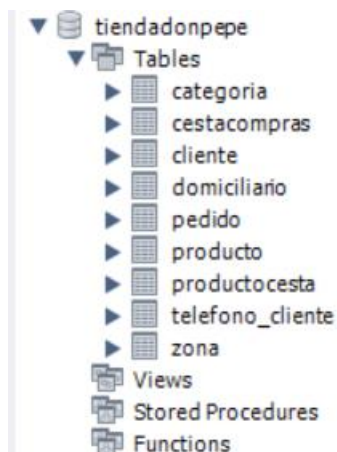 tiendadonpepe
Tables
categoria
cestacompras
cliente
domiciliario
pedido
producto
productocesta
telefono_cliente
zona
Views
Stored Procedures
Functions